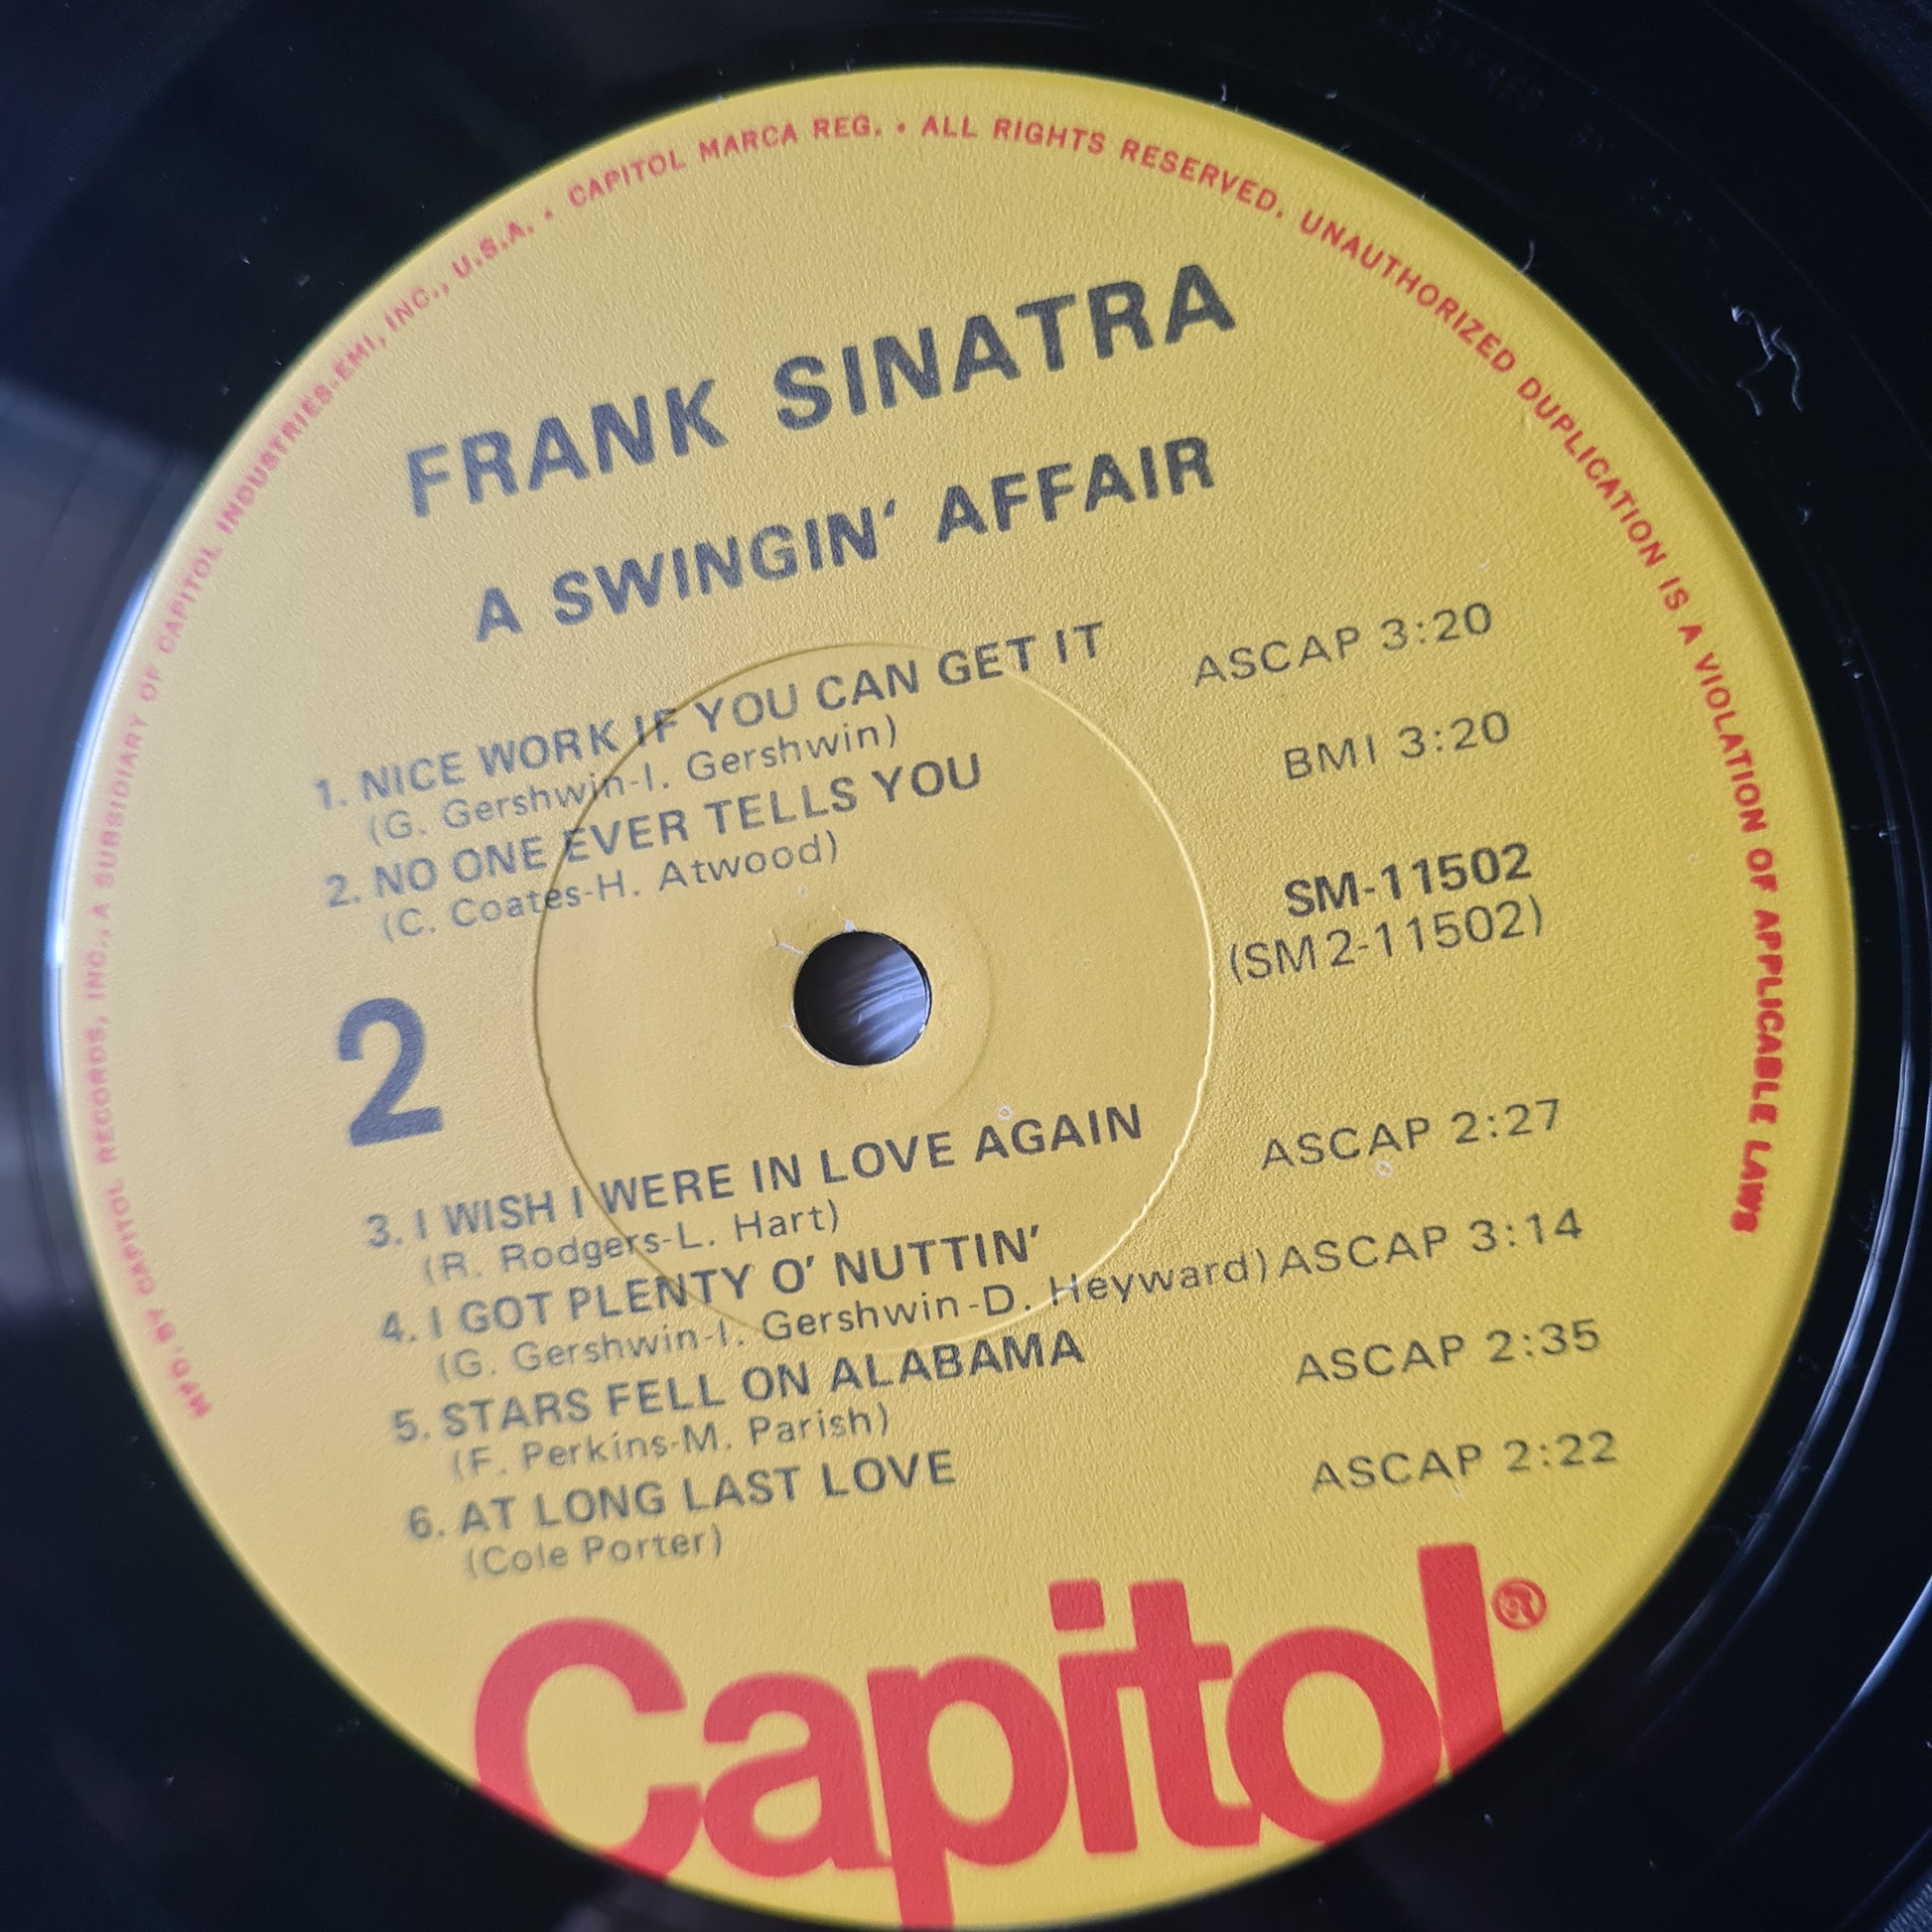 MFD. BY CAPITOL RECORDS, INC., A SUBSIDIARY OF CAPITOL INDUSTRIES-EMI, INC., U.S.A. • CAPITOL MARCA REG. • ALL RIGHTS RESERVED. UNAUTHORIZED DUPLICATION IS A VIOLATION OF APPLICABLE LAWS
FRANK SINATRA
A SWINGIN' AFFAIR
1. NICE WORK IF YOU CAN GET IT ASCAP 3:20
(G. Gershwin-I. Gershwin)
2. NO ONE EVER TELLS YOU BMI 3:20
(C. Coates-H. Atwood)
SM-11502
(SM2-11502)
2
3. I WISH I WERE IN LOVE AGAIN ASCAP 2:27
(R. Rodgers-L. Hart)
4. I GOT PLENTY O' NUTTIN'
(G. Gershwin-I. Gershwin-D. Heyward) ASCAP 3:14
5. STARS FELL ON ALABAMA ASCAP 2:35
(F. Perkins-M. Parish)
6. AT LONG LAST LOVE ASCAP 2:22
(Cole Porter)
Capitol®